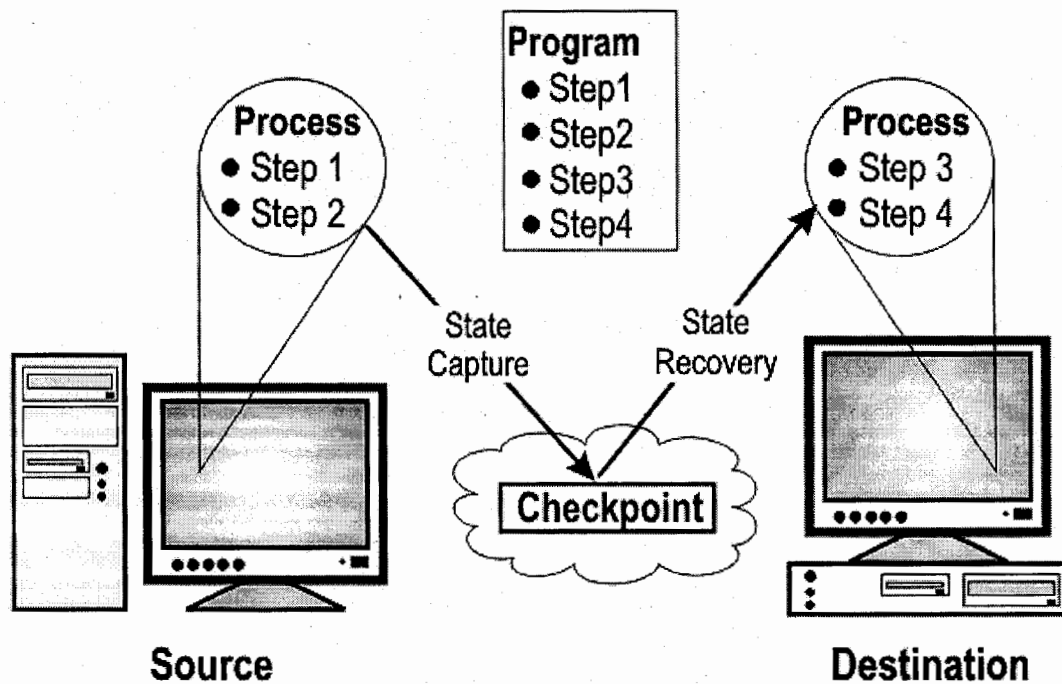 Program
Step1
Step2
Step3
Step4
Process
Step 1
Step 2
Process
Step 3
Step 4
State
Capture
State
Recovery
Checkpoint
Source
Destination